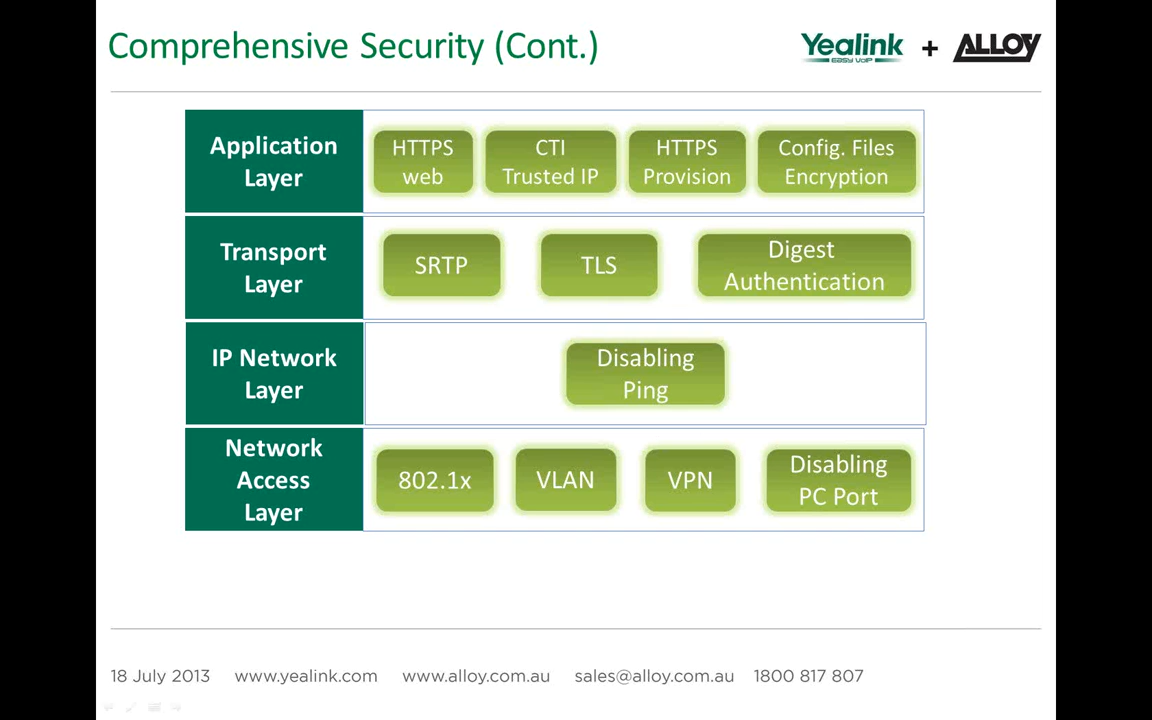 Comprehensive Security (Cont.)
Yealink
EASY VOIP
+
ALLOY
Application
Layer
HTTPS
web
CTI
Trusted IP
HTTPS
Provision
Config. Files
Encryption
Transport
Layer
SRTP
TLS
Digest
Authentication
IP Network
Layer
Disabling
Ping
Network
Access
Layer
802.1x
VLAN
VPN
Disabling
PC Port
18 July 2013 www.yealink.com www.alloy.com.au sales@alloy.com.au 1800 817 807